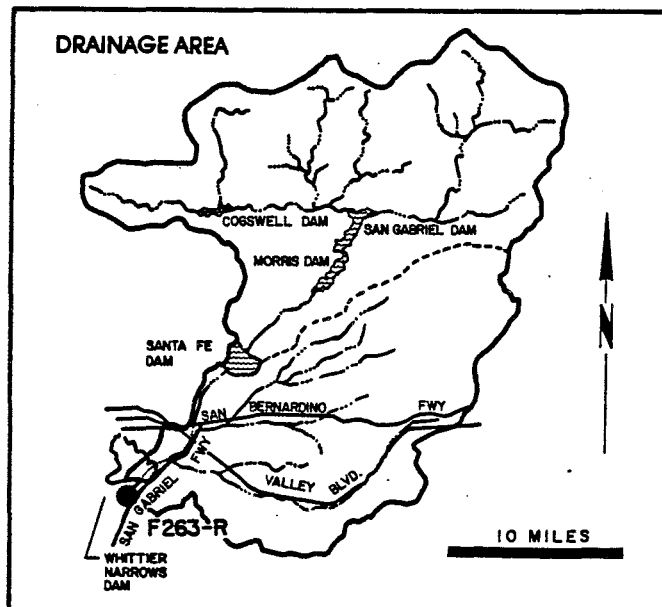 DRAINAGE AREA
COGSWELL DAM
SAN GABRIEL DAM
MORRIS DAM
N
SANTA FE
DAM
SAN BERNARDINO FWY
SAN GABRIEL FWY
VALLEY BLVD.
F263-R
WHITTIER
NARROWS
DAM
10 MILES